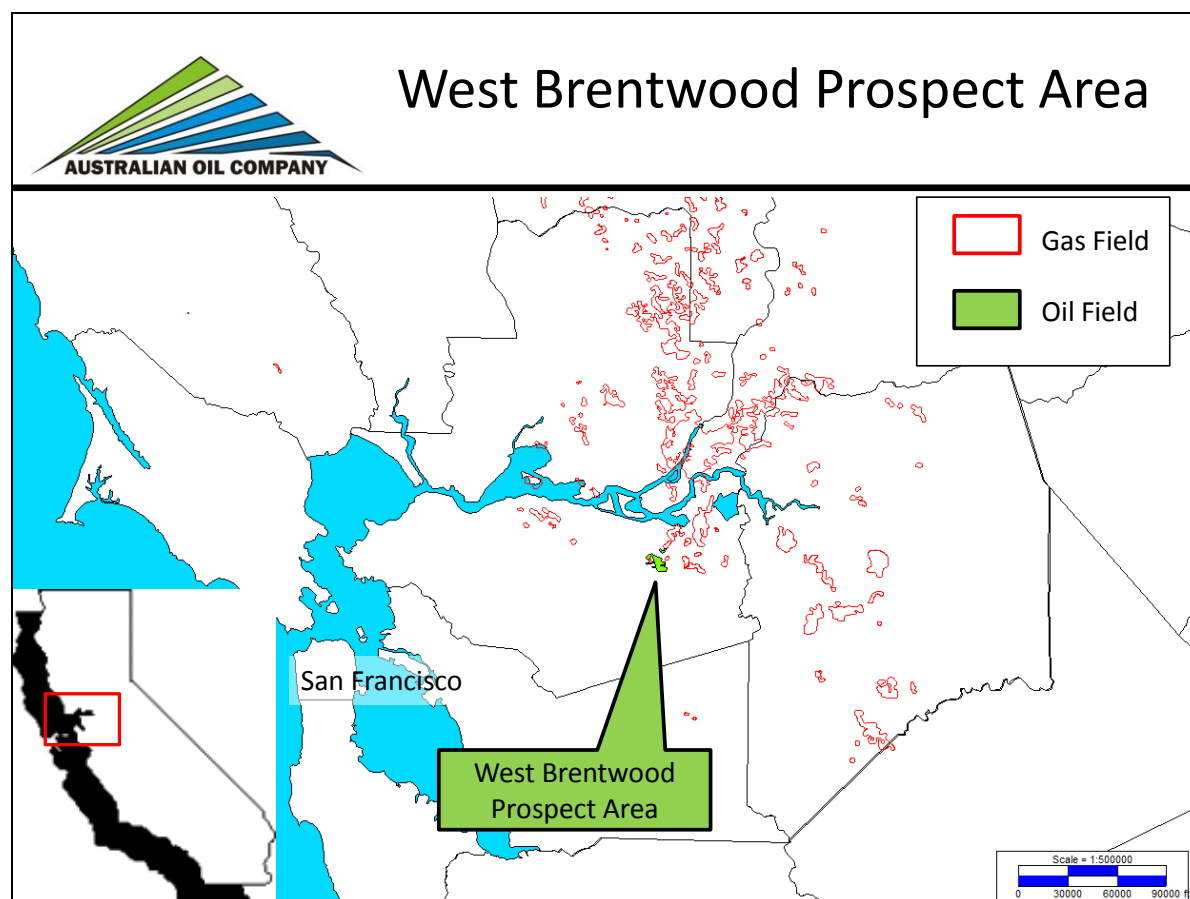 West Brentwood Prospect Area
AUSTRALIAN OIL COMPANY
Gas Field
Oil Field
San Francisco
West Brentwood
Prospect Area
Scale = 1:500000
0 30000 60000 90000 ft